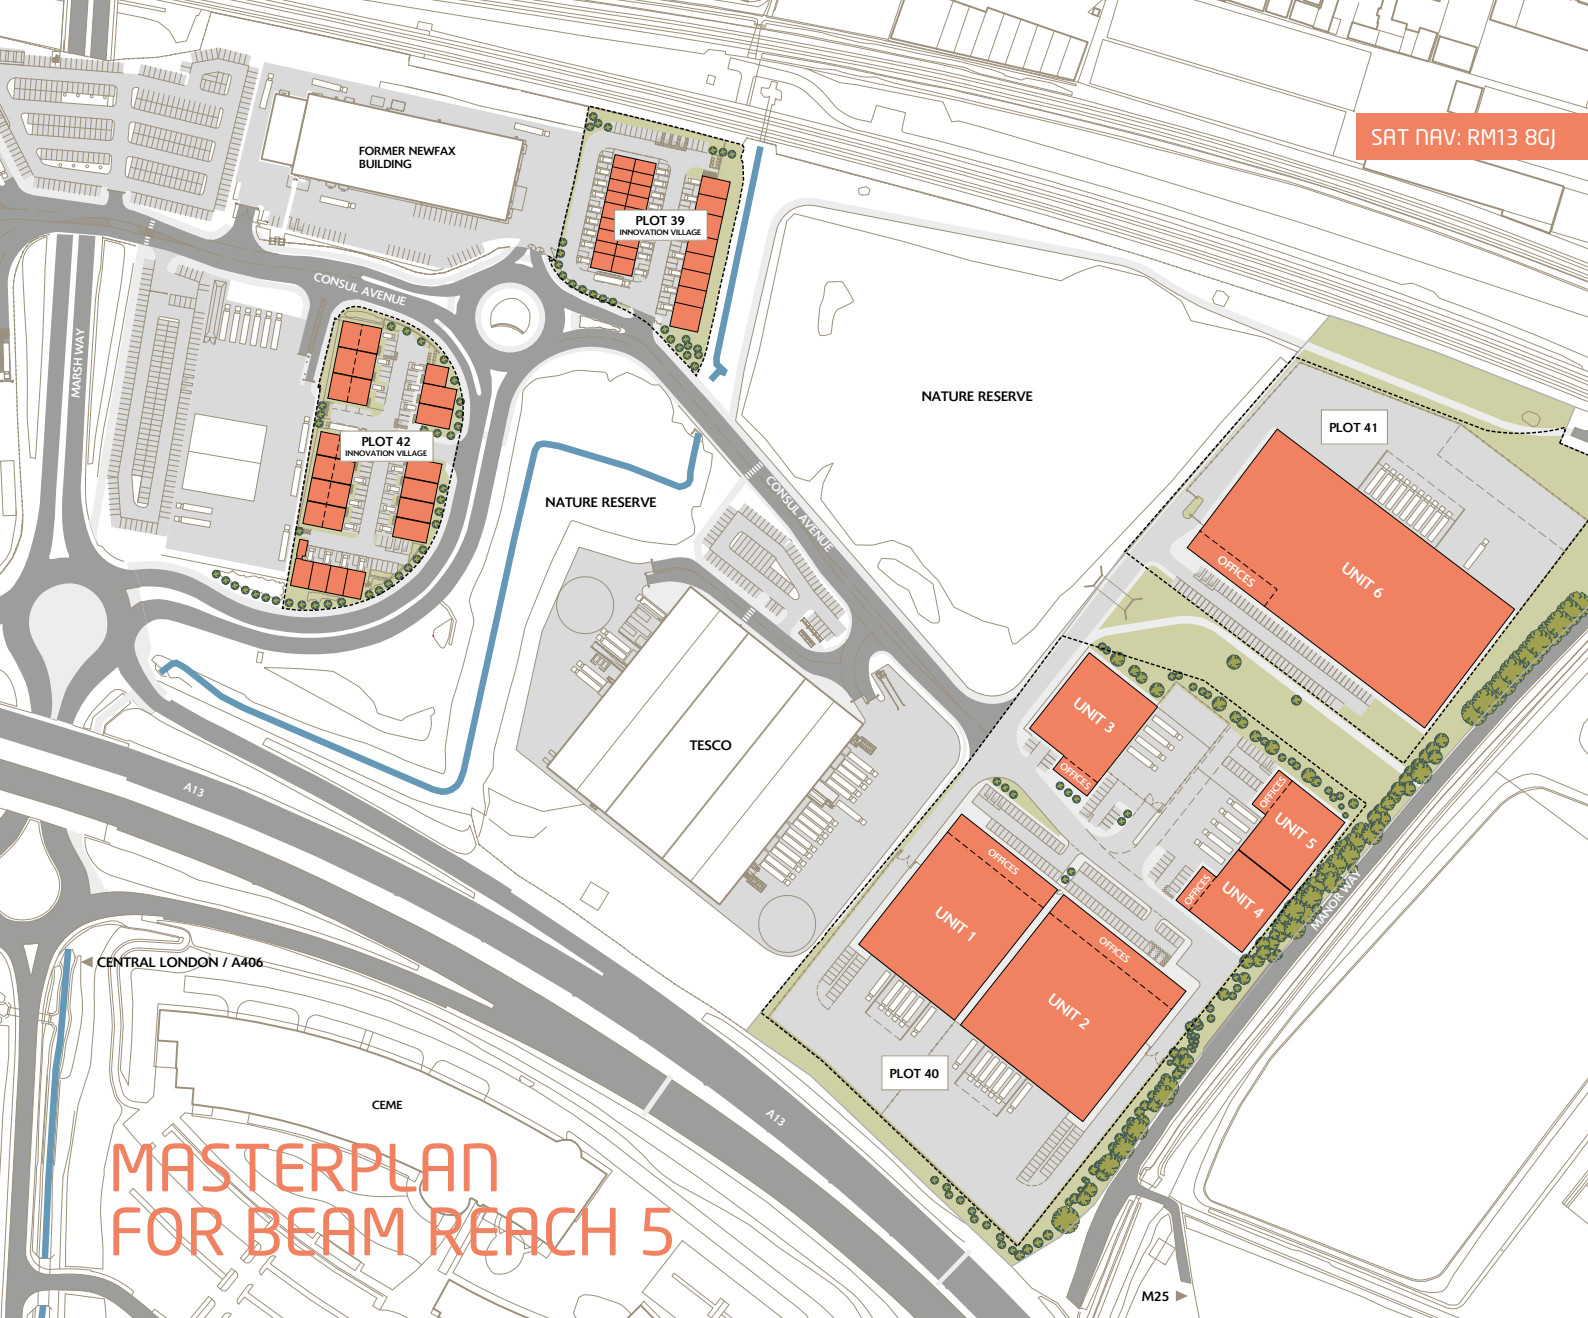 SAT NAV: RM13 8GJ
FORMER NEWFAX
BUILDING
PLOT 39
INNOVATION VILLAGE
CONSUL AVENUE
MARSH WAY
NATURE RESERVE
PLOT 41
PLOT 42
INNOVATION VILLAGE
NATURE RESERVE
CONSUL AVENUE
OFFICES
UNIT 6
UNIT 3
OFFICES
TESCO
A13
OFFICES
UNIT 5
OFFICES
UNIT 4
MANOR WAY
OFFICES
UNIT 1
OFFICES
UNIT 2
CENTRAL LONDON / A406
PLOT 40
CEME
A13
MASTERPLAN
FOR BEAM REACH 5
M25